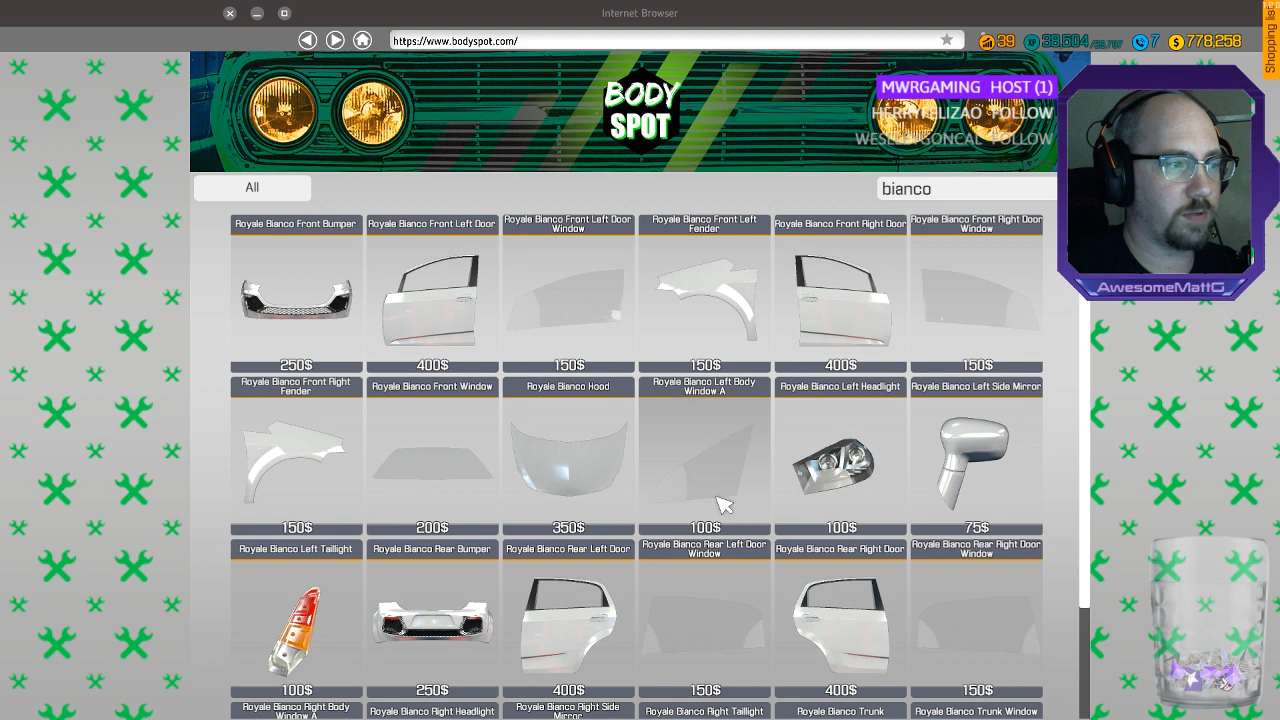 Internet Browser
https://www.bodyspot.com/
39
38,504
7
$ 778,258
Shopping list
BODY
SPOT
MWRGAMING HOST (1)
HERRYFELIZAO FOLLOW
WESLLEYGONCAL FOLLOW
AwesomeMattG
All
bianco
Royale Bianco Front Bumper
Royale Bianco Front Left Door
Royale Bianco Front Left Door
Window
Royale Bianco Front Left
Fender
Royale Bianco Front Right Door
Royale Bianco Front Right Door
Window
250$
400$
150$
150$
400$
150$
Royale Bianco Front Right
Fender
Royale Bianco Front Window
Royale Bianco Hood
Royale Bianco Left Body
Window A
Royale Bianco Left Headlight
Royale Bianco Left Side Mirror
150$
200$
350$
100$
100$
75$
Royale Bianco Left Taillight
Royale Bianco Rear Bumper
Royale Bianco Rear Left Door
Royale Bianco Rear Left Door
Window
Royale Bianco Rear Right Door
Royale Bianco Rear Right Door
Window
100$
250$
400$
150$
400$
150$
Royale Bianco Right Body
Window A
Royale Bianco Right Headlight
Royale Bianco Right Side
Mirror
Royale Bianco Right Taillight
Royale Bianco Trunk
Royale Bianco Trunk Window